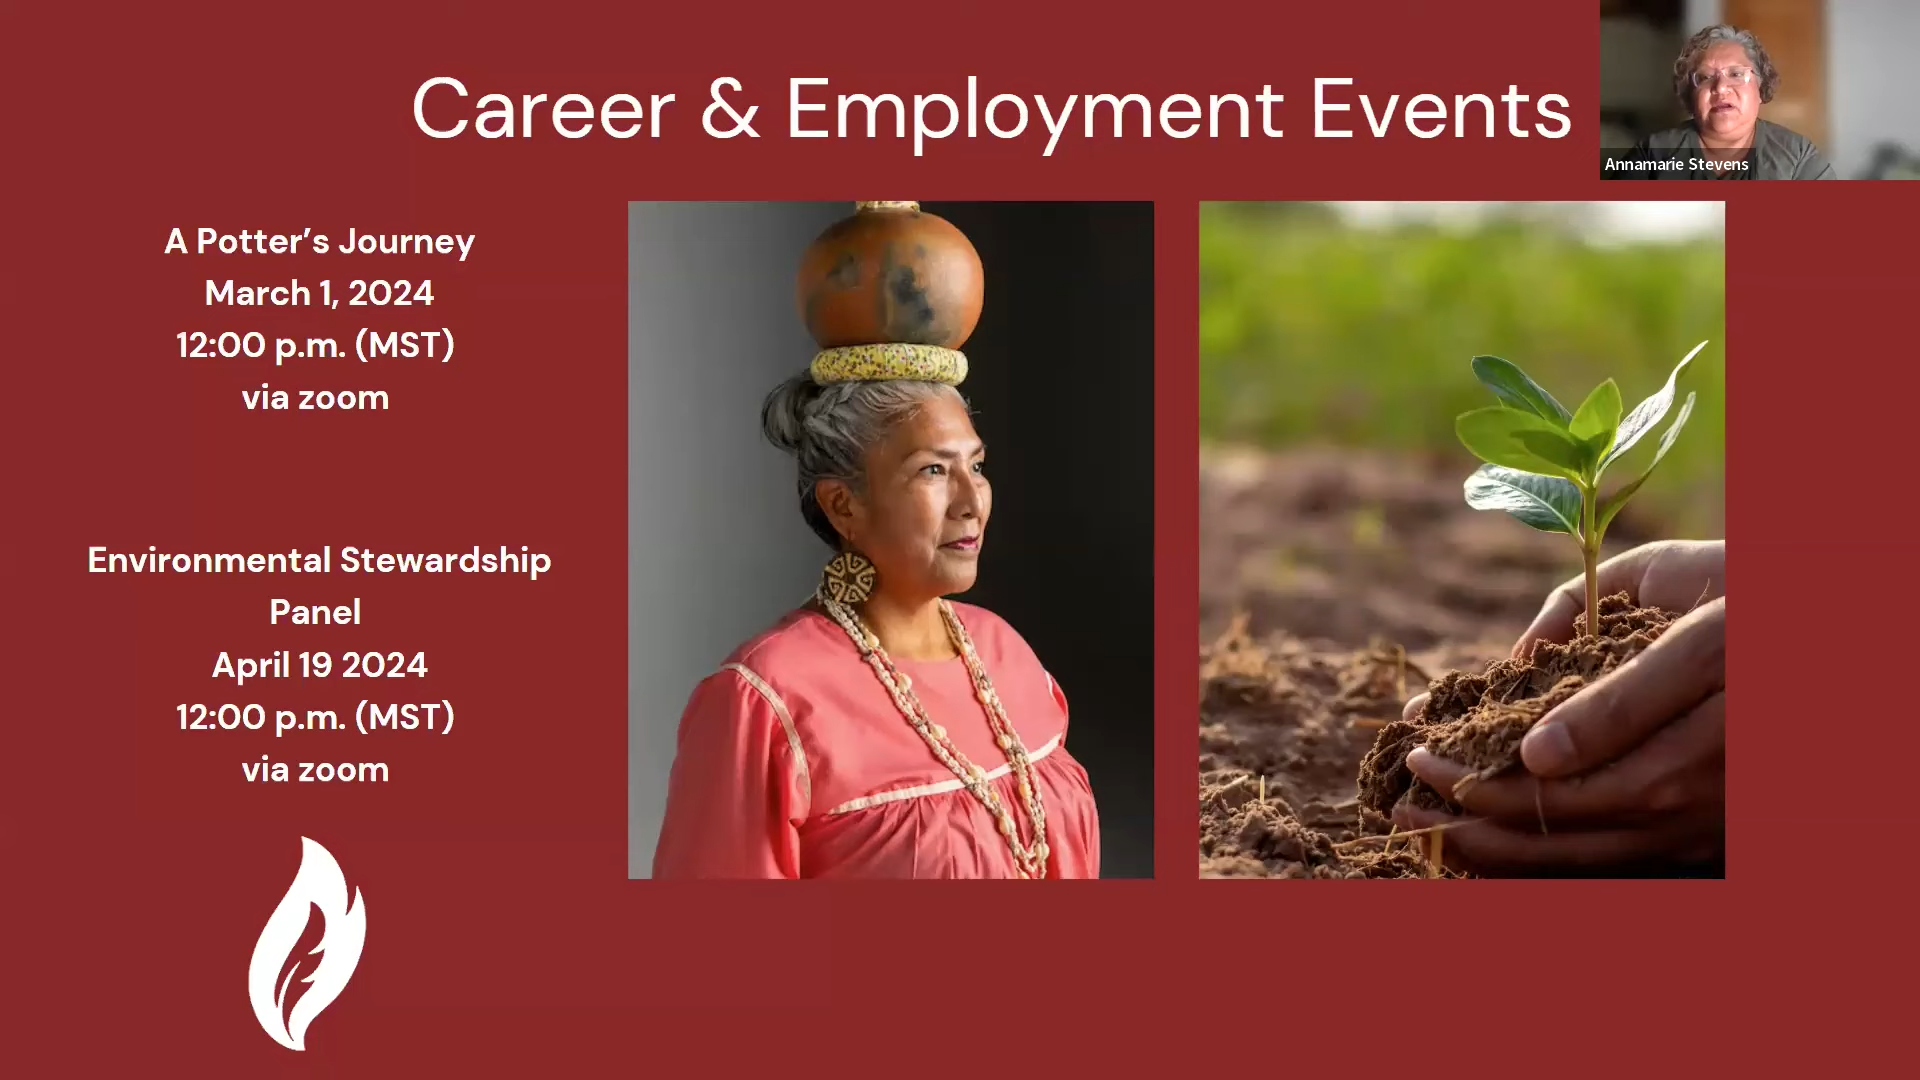 Career & Employment Events
Annamarie Stevens
A Potter’s Journey
March 1, 2024
12:00 p.m. (MST)
via zoom
Environmental Stewardship
Panel
April 19 2024
12:00 p.m. (MST)
via zoom